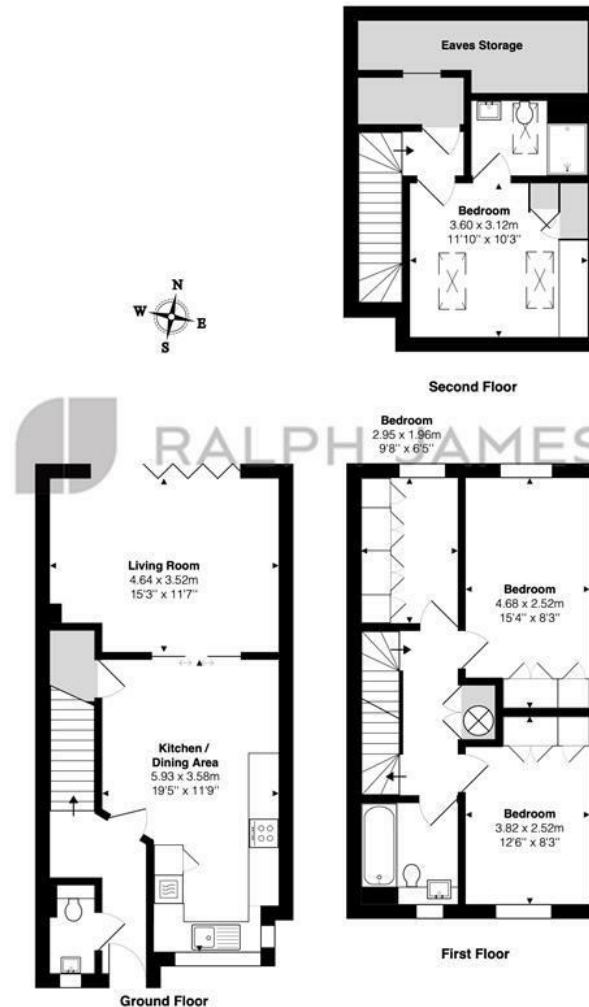 Eaves Storage
Bedroom
3.60 x 3.12m
11'10'' x 10'3''
N
W
E
S
Second Floor
RALPH JAMES
Bedroom
2.95 x 1.96m
9'8'' x 6'5''
Living Room
4.64 x 3.52m
15'3'' x 11'7''
Bedroom
4.68 x 2.52m
15'4'' x 8'3''
Kitchen /
Dining Area
5.93 x 3.58m
19'5'' x 11'9''
Bedroom
3.82 x 2.52m
12'6'' x 8'3''
First Floor
Ground Floor